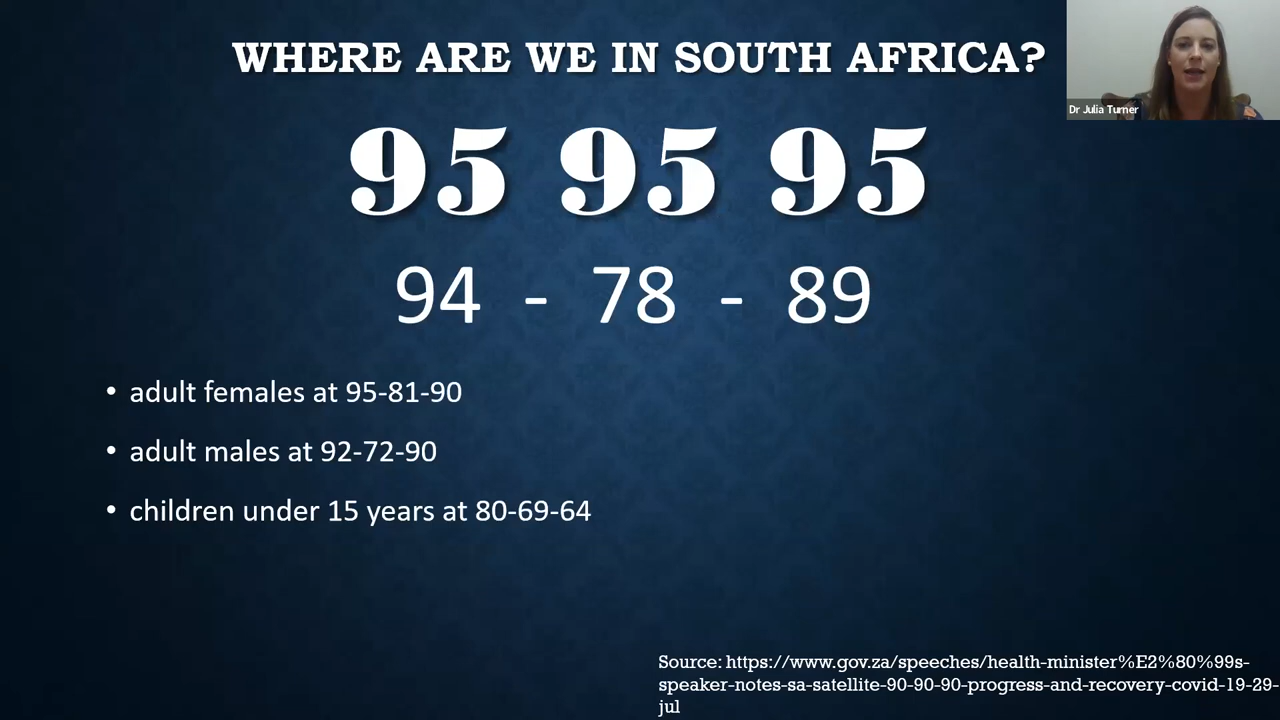 WHERE ARE WE IN SOUTH AFRICA?
Dr Julia Turner
95 95 95
94 - 78 - 89
• adult females at 95-81-90
• adult males at 92-72-90
• children under 15 years at 80-69-64
Source: https://www.gov.za/speeches/health-minister%E2%80%99s-
speaker-notes-sa-satellite-90-90-90-progress-and-recovery-covid-19-29-
jul